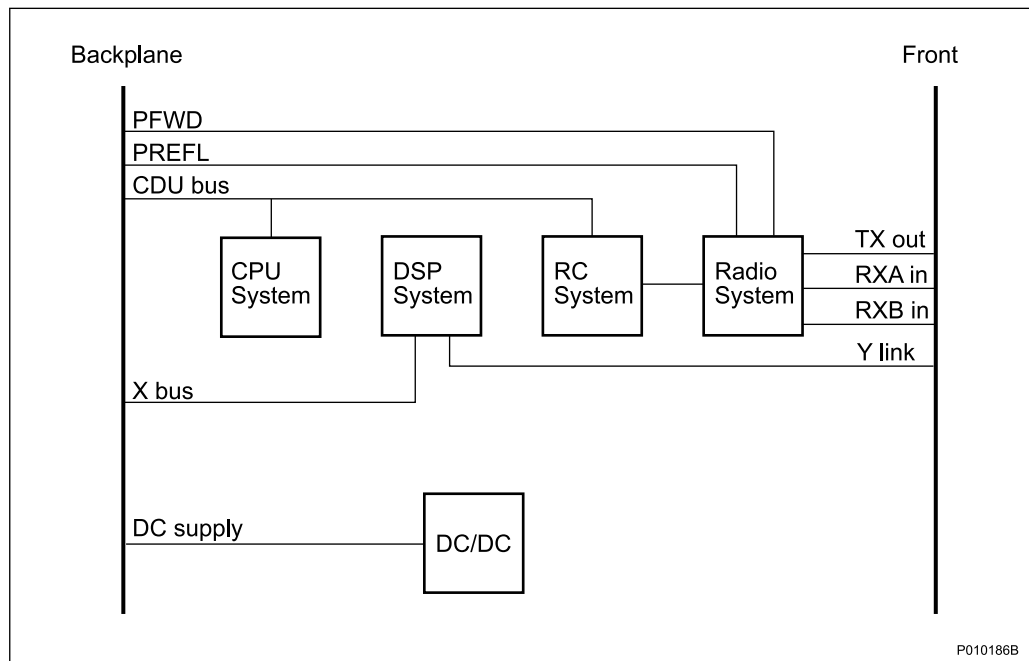 Backplane
Front
PFWD
PREFL
CDU bus
CPU
System
DSP
System
RC
System
Radio
System
TX out
RXA in
RXB in
Y link
X bus
DC supply
DC/DC
P010186B